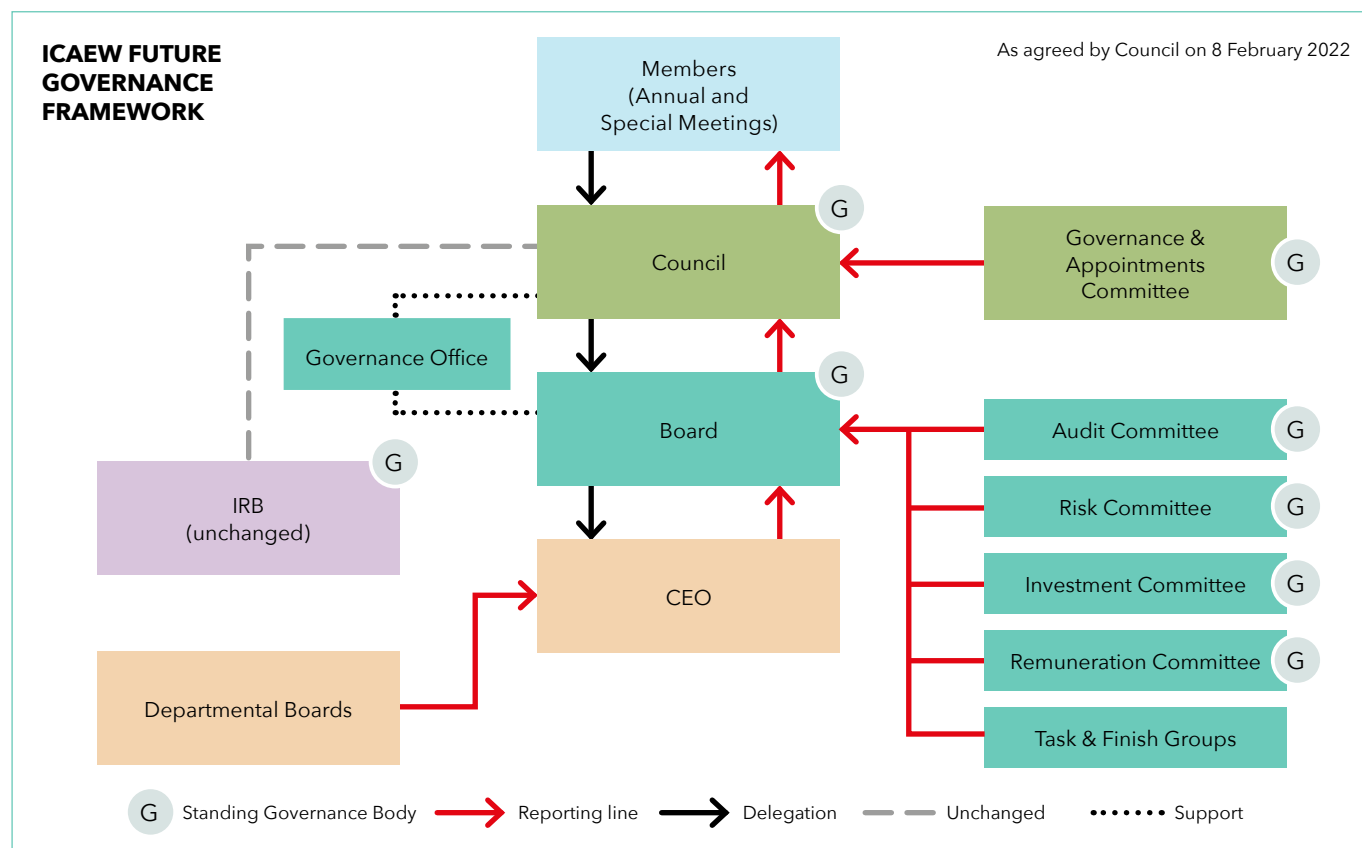 ICAEW FUTURE
GOVERNANCE
FRAMEWORK
As agreed by Council on 8 February 2022
Members
(Annual and
Special Meetings)
G
Council
Governance &
Appointments
Committee
G
Governance Office
G
Board
Audit Committee
G
G
IRB
(unchanged)
Risk Committee
G
CEO
Investment Committee
G
Departmental Boards
Remuneration Committee
G
Task & Finish Groups
G Standing Governance Body
Reporting line
Delegation
Unchanged
Support